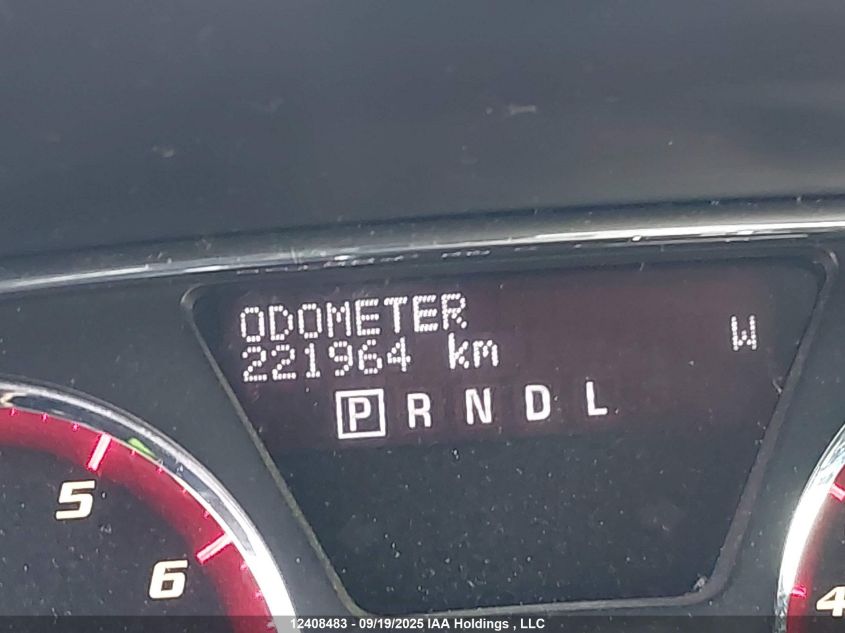 ODOMETER
221964 km
W
P R N D L
5
6
4
12408483 - 09/19/2025 IAA Holdings , LLC